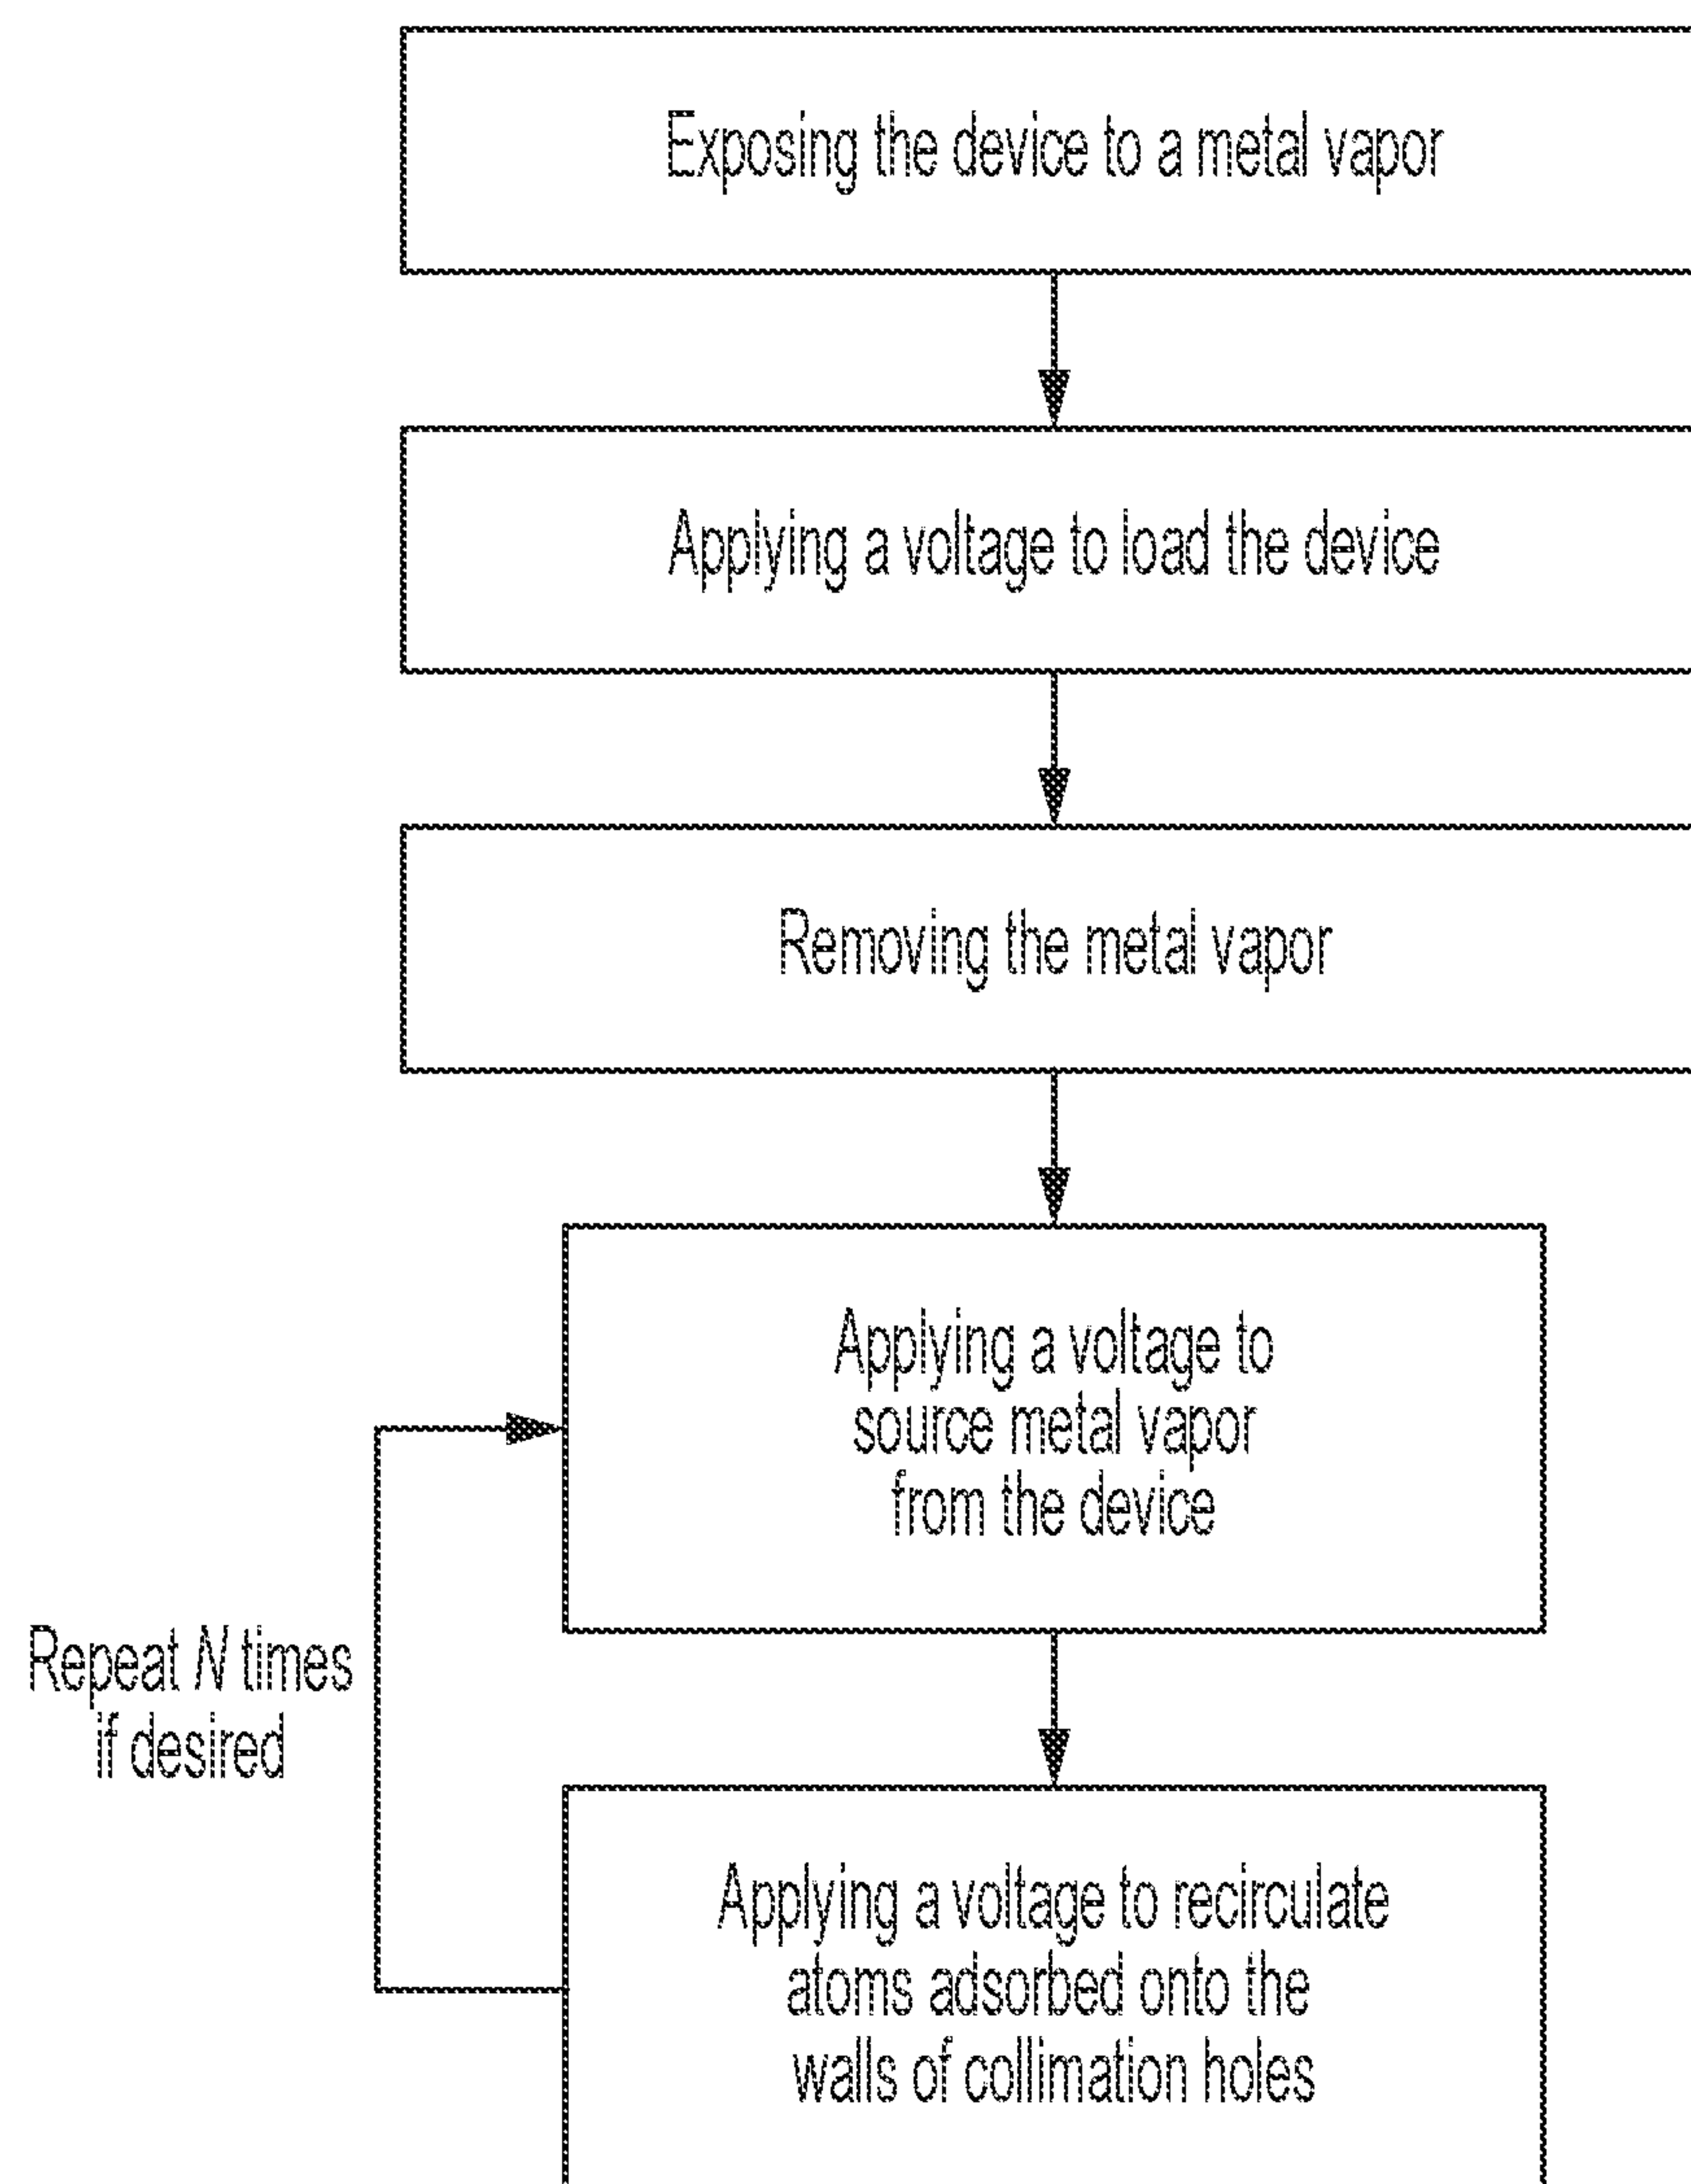 Exposing the device to a metal vapor
Applying a voltage to load the device
Removing the metal vapor
Applying a voltage to
source metal vapor
from the device
Repeat N times
if desired
Applying a voltage to recirculate
atoms adsorbed onto the
walls of collimation holes